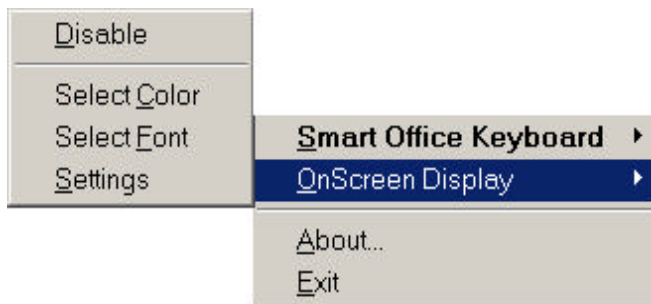 Disable
Select Color
Select Font
Settings
Smart Office Keyboard
OnScreen Display
About...
Exit